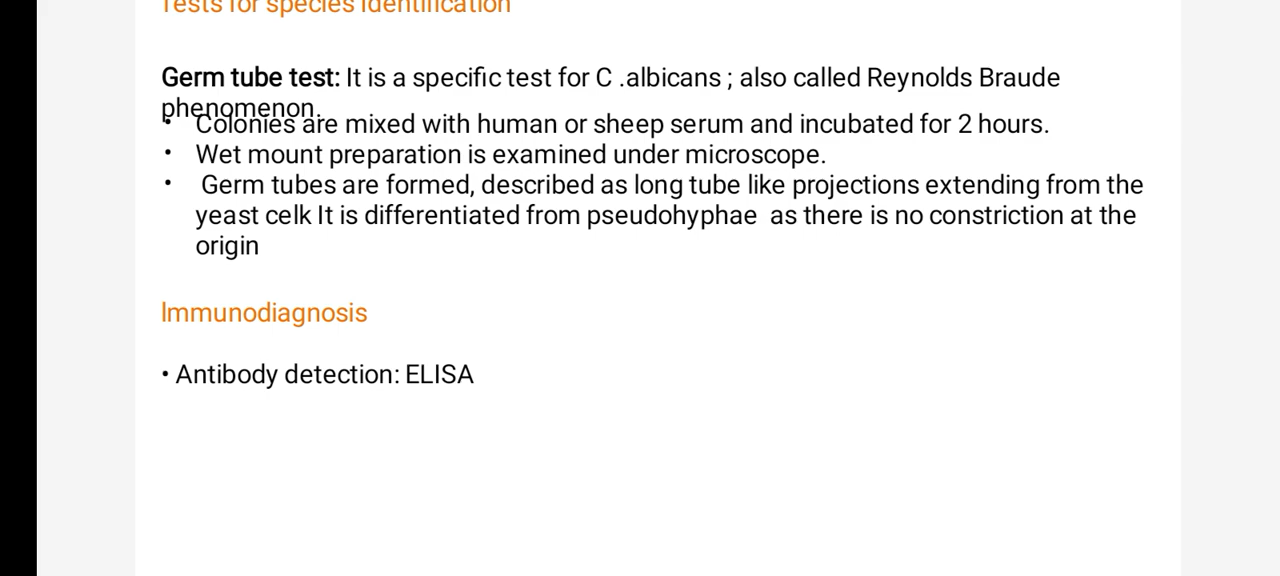 Tests for species identification
Germ tube test: It is a specific test for C .albicans ; also called Reynolds Braude
phenomenon.
• Colonies are mixed with human or sheep serum and incubated for 2 hours.
• Wet mount preparation is examined under microscope.
• Germ tubes are formed, described as long tube like projections extending from the
yeast celk It is differentiated from pseudohyphae as there is no constriction at the
origin
Immunodiagnosis
• Antibody detection: ELISA